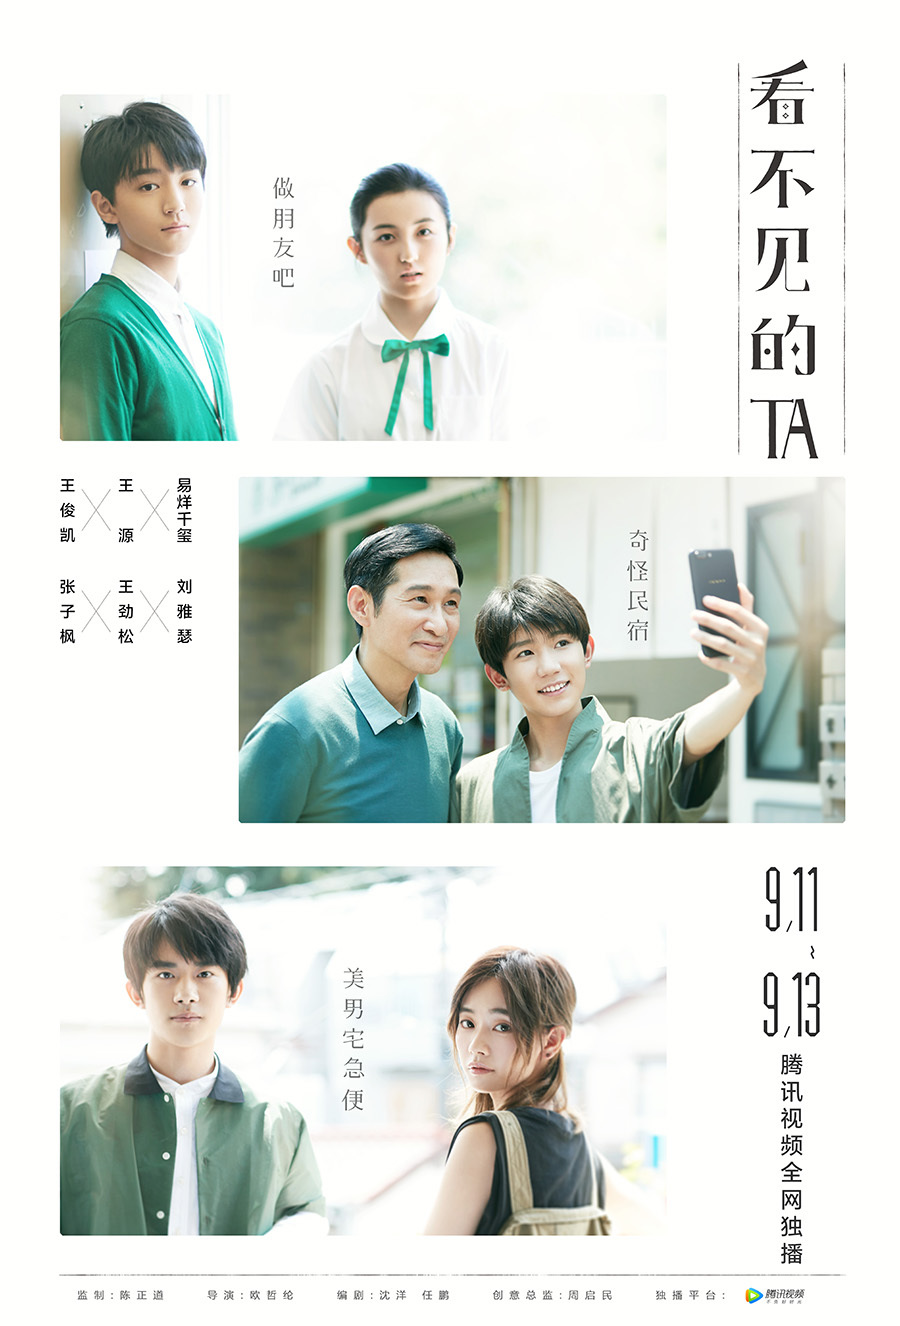 看不见的TA
做朋友吧
王俊凯
王源
易烊千玺
张子枫
王劲松
刘雅瑟
奇怪民宿
美男宅急便
9,11
~
9,13
腾讯视频全网独播
监制:陈正道
导演:欧哲纶
编剧:沈洋 任鹏
创意总监:周启民
独播平台:
腾讯视频